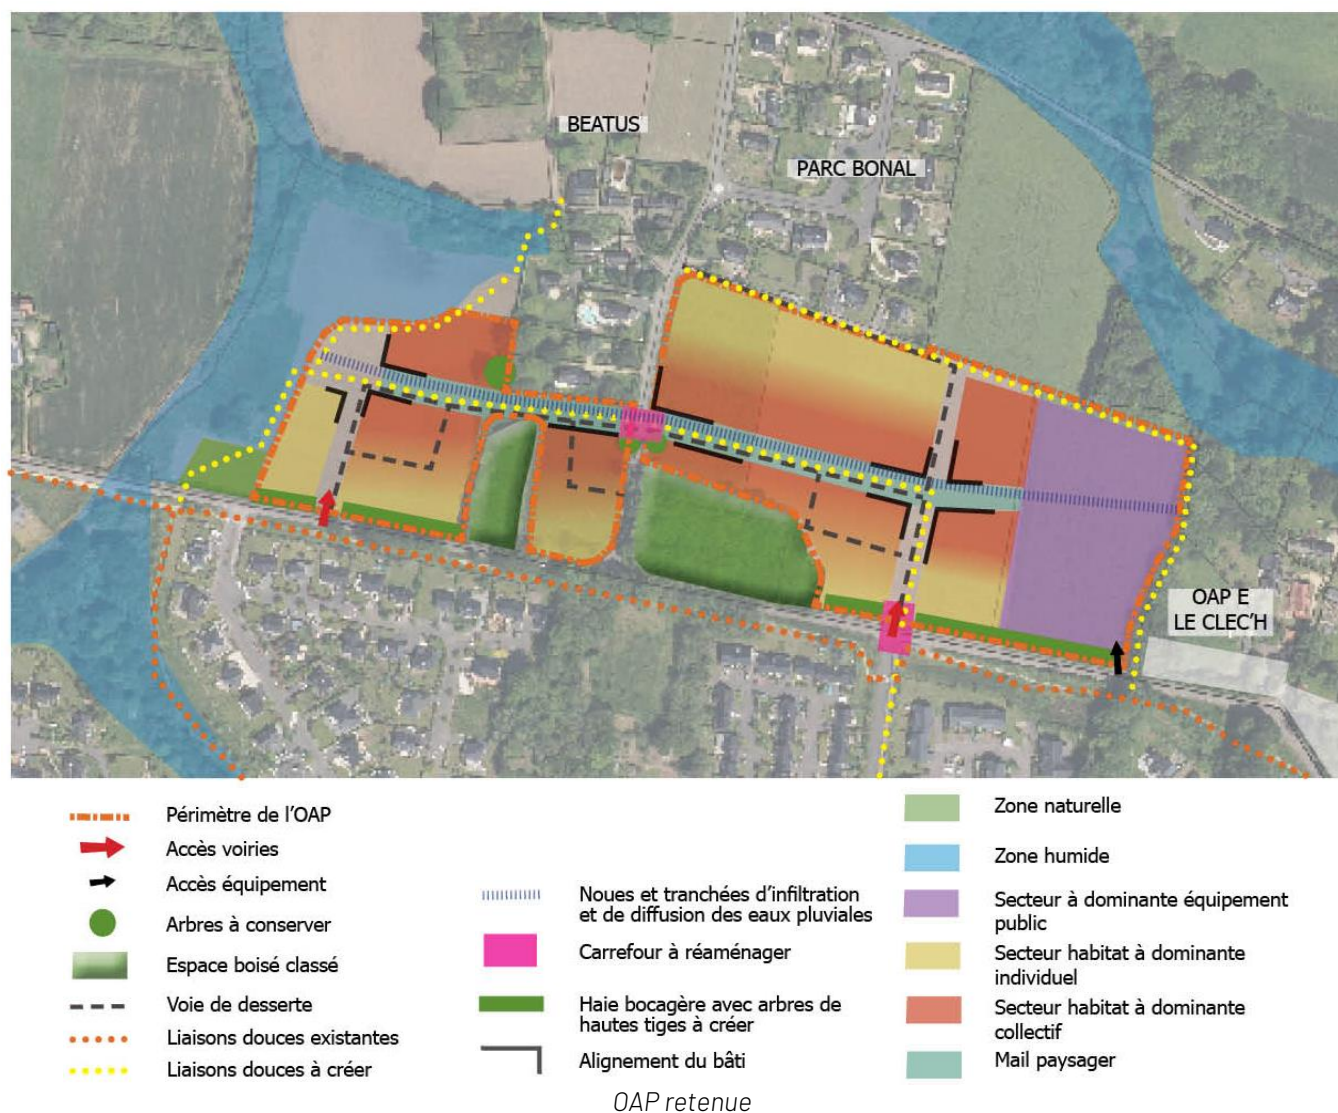 BEATUS
PARC BONAL
OAP E
LE CLEC'H
Périmètre de l'OAP
Accès voiries
Accès équipement
Arbres à conserver
Espace boisé classé
Voie de desserte
Liaisons douces existantes
Liaisons douces à créer
Noues et tranchées d'infiltration
et de diffusion des eaux pluviales
Carrefour à réaménager
Haie bocagère avec arbres de
hautes tiges à créer
Alignement du bâti
Zone naturelle
Zone humide
Secteur à dominante équipement
public
Secteur habitat à dominante
individuel
Secteur habitat à dominante
collectif
Mail paysager
OAP retenue